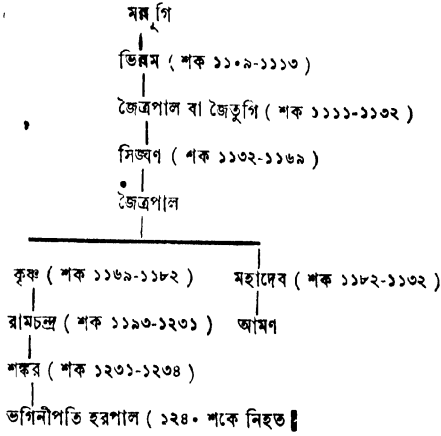 মল্লুগি
ভিল্লম ( শক ১১০৯-১১১৩ )
জৈত্রপাল বা জৈতুগি ( শক ১১১১-১১৩২ )
সিঙ্ঘণ ( শক ১১৩২-১১৬৯ )
জৈত্রপাল
কৃষ্ণ ( শক ১১৬৯-১১৮২ ) মহাদেব ( শক ১১৮২-১১৩২ )
রামচন্দ্র ( শক ১১৯৩-১২৩১ ) আমণ
শঙ্কর ( শক ১২৩১-১২৩৪ )
ভগিনীপতি হরপাল ( ১২৪০ শকে নিহত